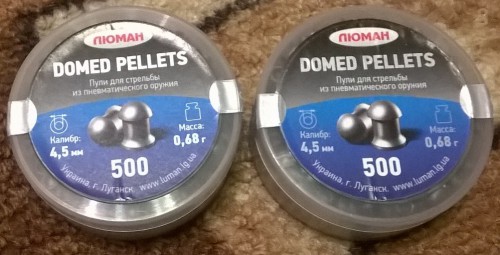 ЛЮМАН
DOMED PELLETS
Пули для стрельбы
из пневматического оружия
Калибр:
4,5 мм
Масса:
0,68 г
500
Украина, г. Луганск. www.luman.lg.ua
ЛЮМАН
DOMED PELLETS
Пули для стрельбы
из пневматического оружия
Калибр:
4,5 мм
Масса:
0,68 г
500
Украина, г. Луганск. www.luman.lg.ua